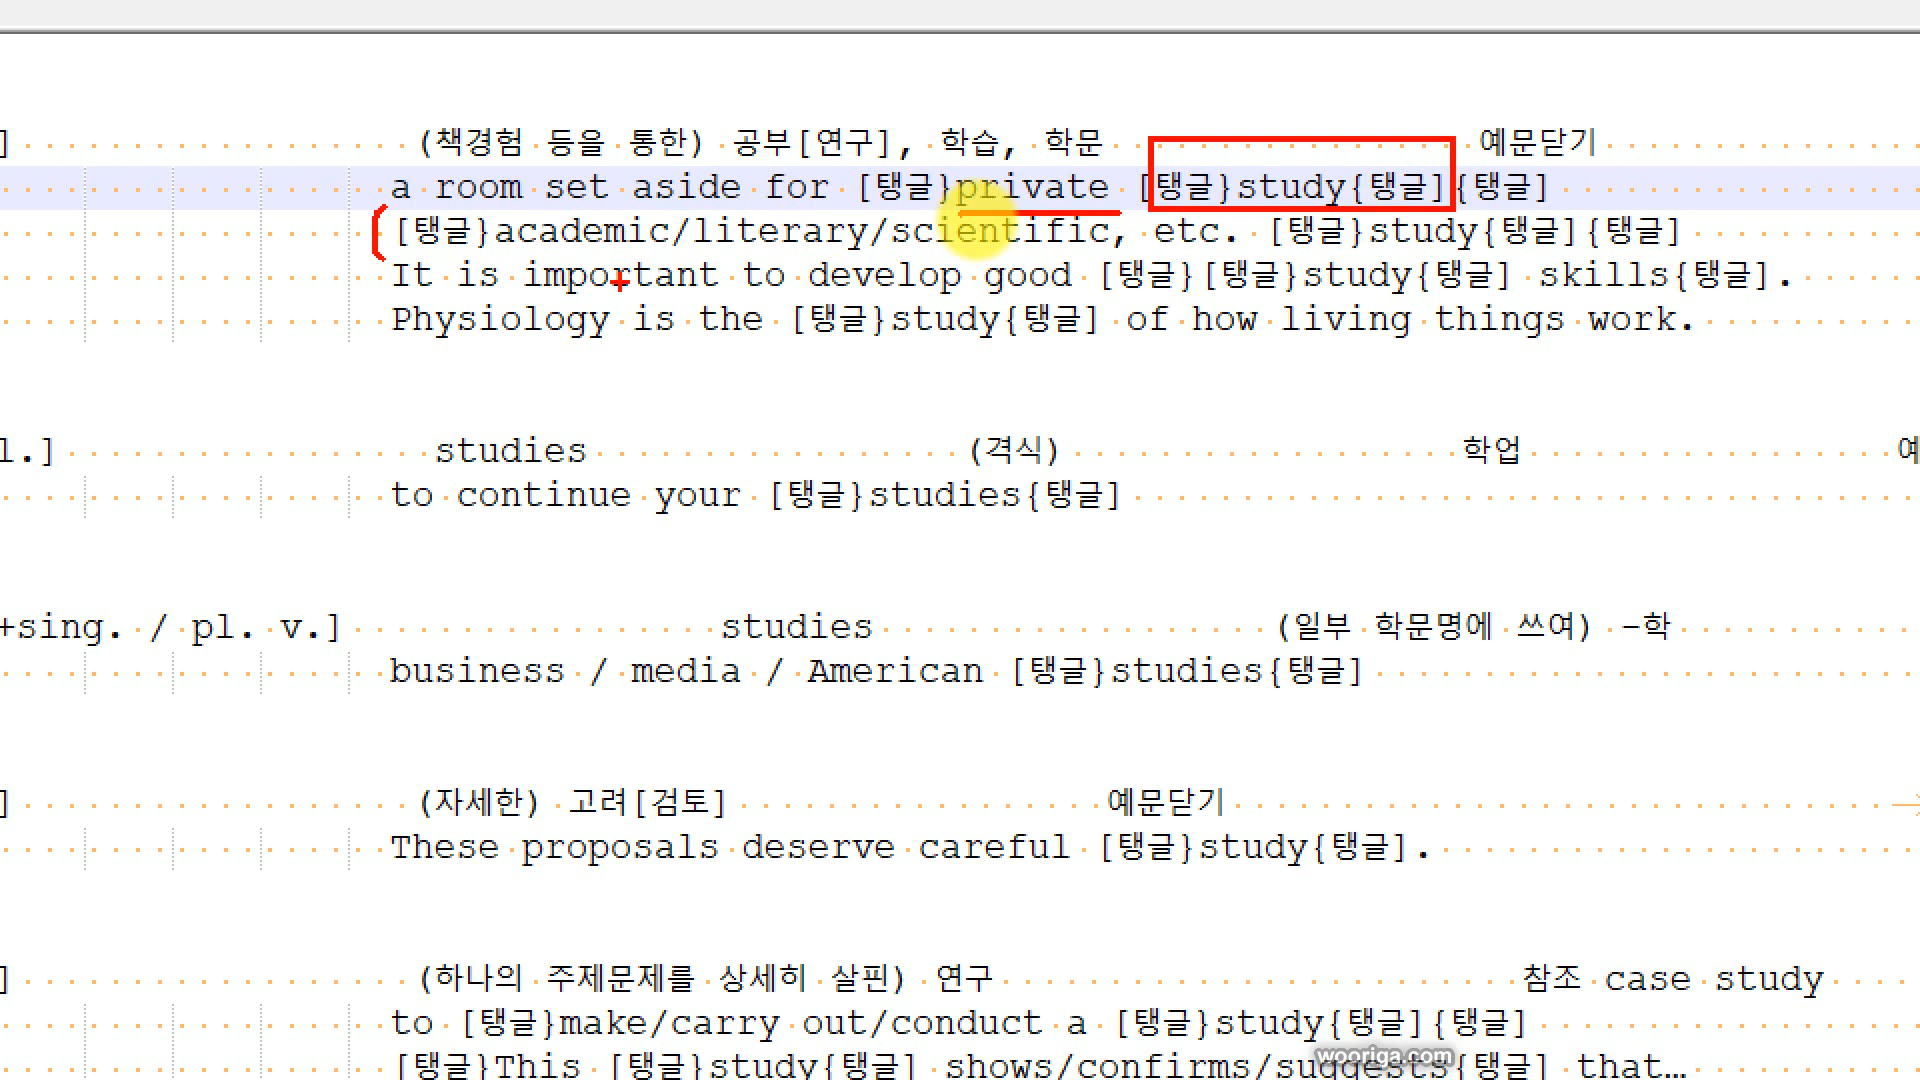 ] (책경험 등을 통한) 공부[연구], 학습, 학문 예문닫기
a room set aside for [탱글}private [탱글}study{탱글]{탱글]
[탱글}academic/literary/scientific, etc. [탱글}study{탱글]{탱글]
It is important to develop good [탱글}[탱글}study{탱글] skills{탱글].
Physiology is the [탱글}study{탱글] of how living things work.
l.] studies (격식) 학업 예
to continue your [탱글}studies{탱글]
+sing. / pl. v.] studies (일부 학문명에 쓰여) -학
business / media / American [탱글}studies{탱글]
] (자세한) 고려[검토] 예문닫기
These proposals deserve careful [탱글}study{탱글].
] (하나의 주제문제를 상세히 살핀) 연구 참조 case study
to [탱글}make/carry out/conduct a [탱글}study{탱글]{탱글]
[탱글}This [탱글}study{탱글] shows/confirms/suggests{탱글] that…
wooriga.com